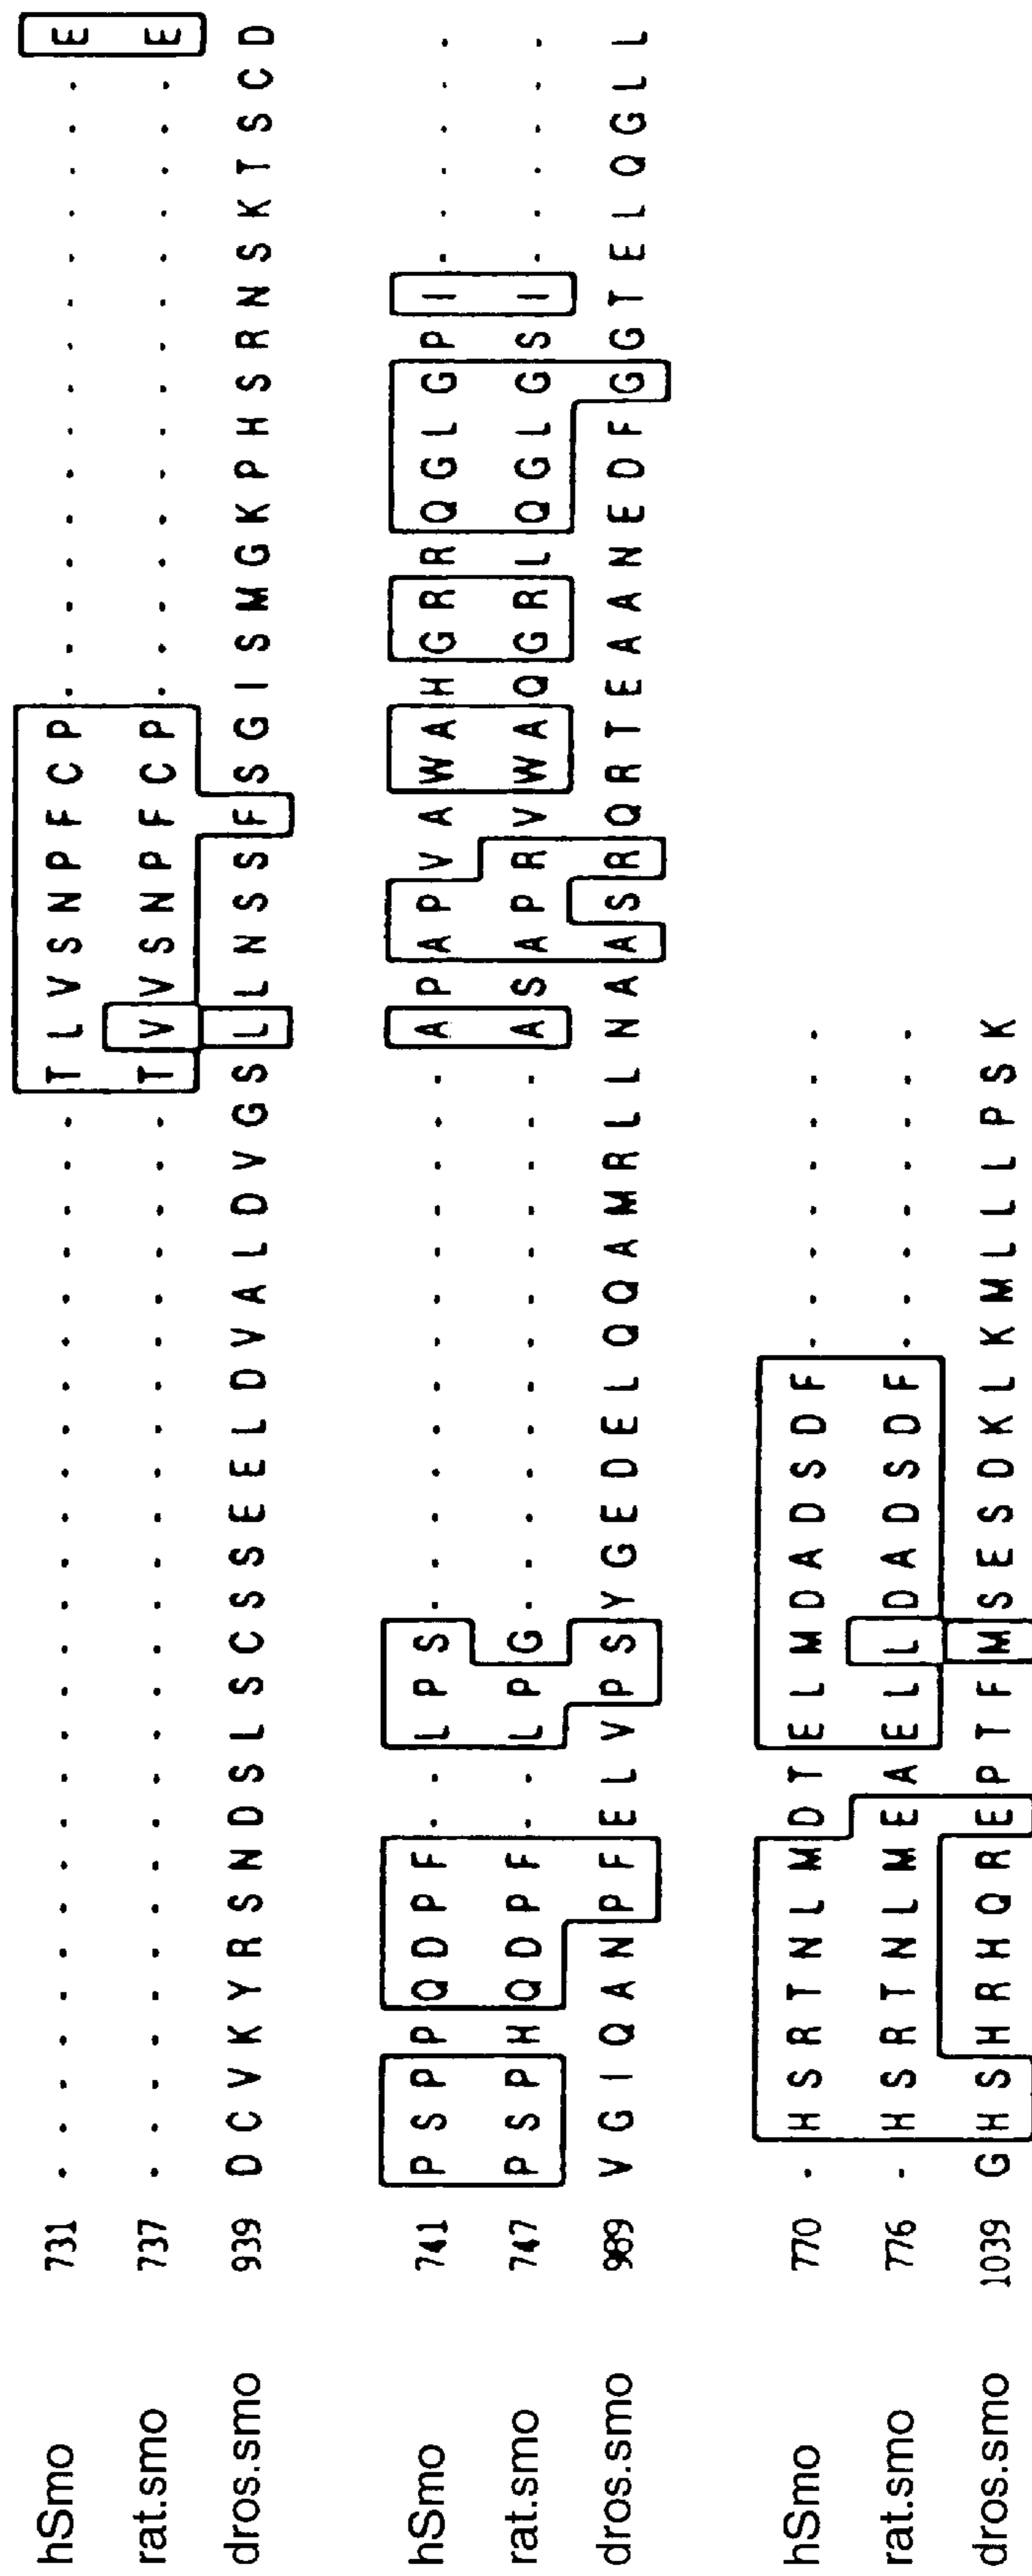 hSmo 731 . . . . . . . . . . . . . . . . . . . . . . . . . T L V S N P F C P . . . . . . . . . . . . . . . E
rat.smo 737 . . . . . . . . . . . . . . . . . . . . . . . . . T V V S N P F C P . . . . . . . . . . . . . . . E
dros.smo 939 D C V K Y R S N D S L S C S S E E L D V A L D V G S L L N S S F S G I S M G K P H S R N S K T S C D
hSmo 741 P S P P Q D P F . . L P S . . . . . . . . . . . . . A P A P V A W A H G R R Q G L G P I . . . . . .
rat.smo 747 P S P H Q D P F . . L P G . . . . . . . . . . . . . A S A P R V W A Q G R L Q G L G S I . . . . . .
dros.smo 989 V G I Q A N P F E L V P S Y G E D E L Q Q A M R L L N A A S R Q R T E A A N E D F G G T E L Q G L L
hSmo 770 . H S R T N L M D T E L M D A D S D F . . . . . . . .
rat.smo 776 . H S R T N L M E A E L L D A D S D F . . . . . . . .
dros.smo 1039 G H S H R H Q R E P T F M S E S D K L K M L L L P S K